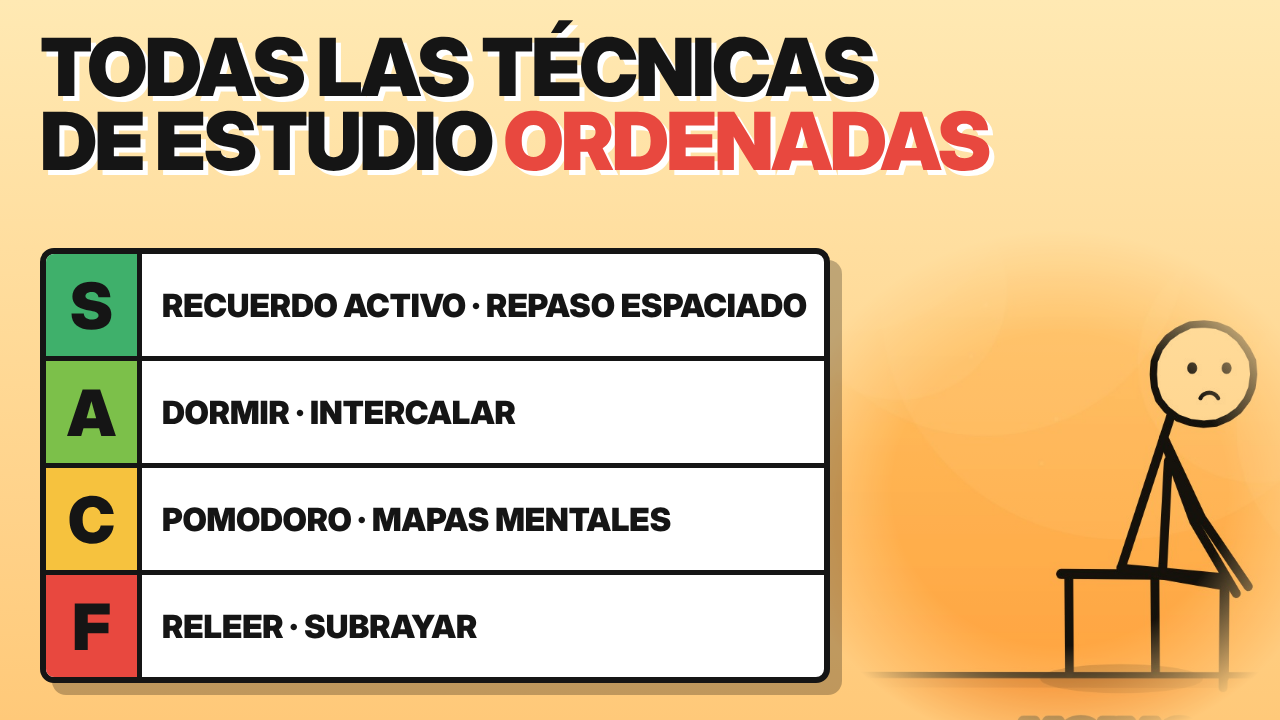 TODAS LAS TÉCNICAS
DE ESTUDIO ORDENADAS
S
RECUERDO ACTIVO · REPASO ESPACIADO
A
DORMIR · INTERCALAR
C
POMODORO · MAPAS MENTALES
F
RELEER · SUBRAYAR